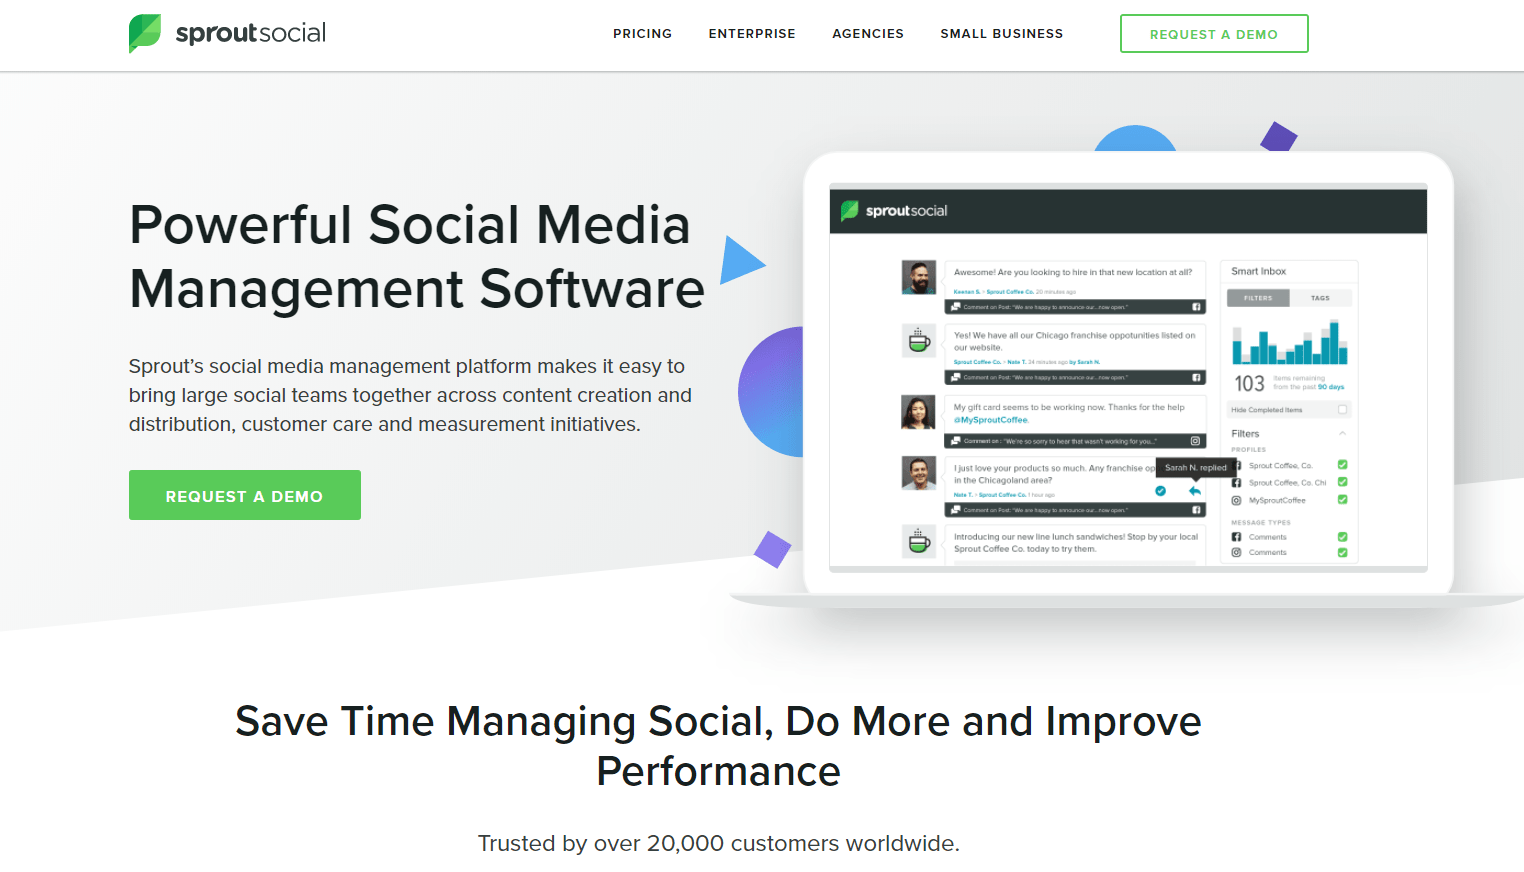 sproutsocial
PRICING
ENTERPRISE
AGENCIES
SMALL BUSINESS
REQUEST A DEMO
Powerful Social Media
Management Software
Sprout’s social media management platform makes it easy to
bring large social teams together across content creation and
distribution, customer care and measurement initiatives.
REQUEST A DEMO
sproutsocial
Awesome! Are you looking to hire in that new location at all?
Keenan S. > Sprout Coffee Co. 20 minutes ago
Comment on Post: "We are happy to announce our...now open."
Yes! We have all our Chicago franchise oppotunities listed on
our website.
Sprout Coffee Co. > Nate T. 34 minutes ago by Sarah N.
Comment on Post: "We are happy to announce our...now open."
My gift card seems to be working now. Thanks for the help
@MySproutCoffee.
Comment on : "We're so sorry to hear that wasn't working for you..."
I just love your products so much. Any franchise op
in the Chicagoland area?
Nate T. > Sprout Coffee Co. 1 hour ago
Comment on Post: "We are happy to announce our...now open."
Sarah N. replied
Introducing our new line lunch sandwiches! Stop by your local
Sprout Coffee Co. today to try them.
Smart Inbox
FILTERS
TAGS
103
items remaining
from the past 90 days
Hide Completed Items
Filters
PROFILES
Sprout Coffee, Co.
Sprout Coffee, Co. Chi
MySproutCoffee
MESSAGE TYPES
Comments
Comments
Save Time Managing Social, Do More and Improve
Performance
Trusted by over 20,000 customers worldwide.